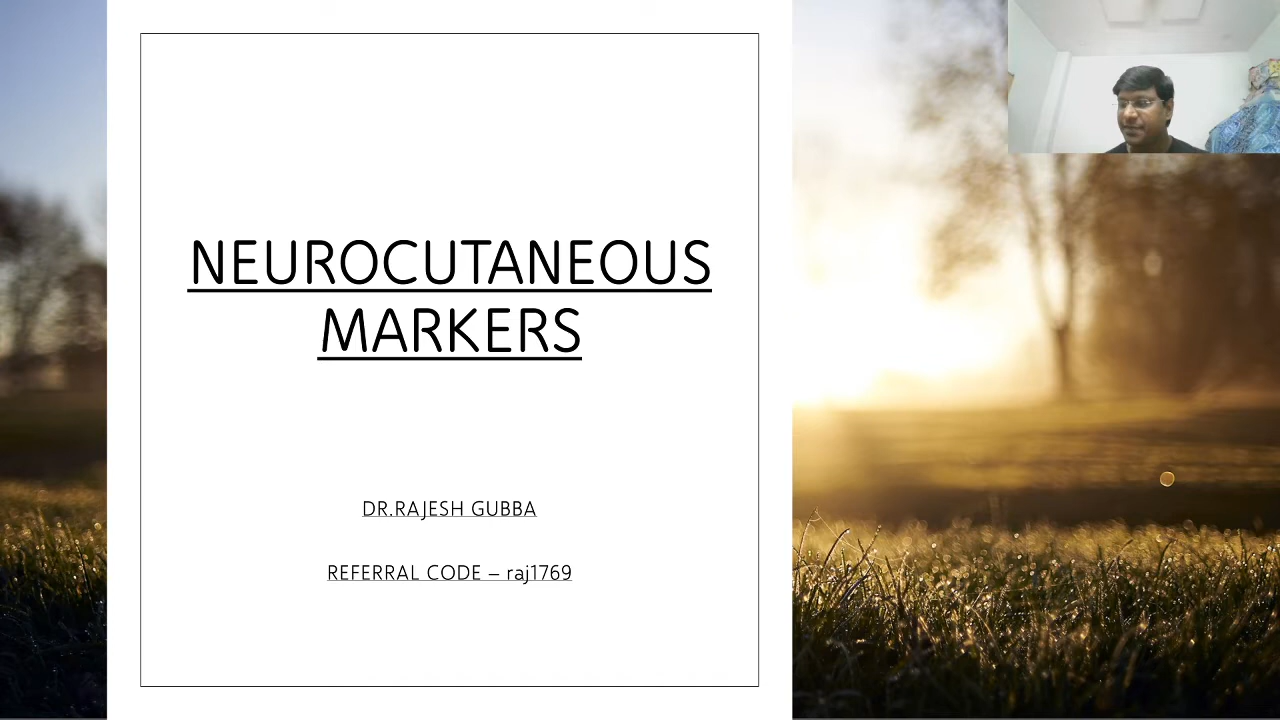 NEUROCUTANEOUS
MARKERS
DR.RAJESH GUBBA
REFERRAL CODE – raj1769